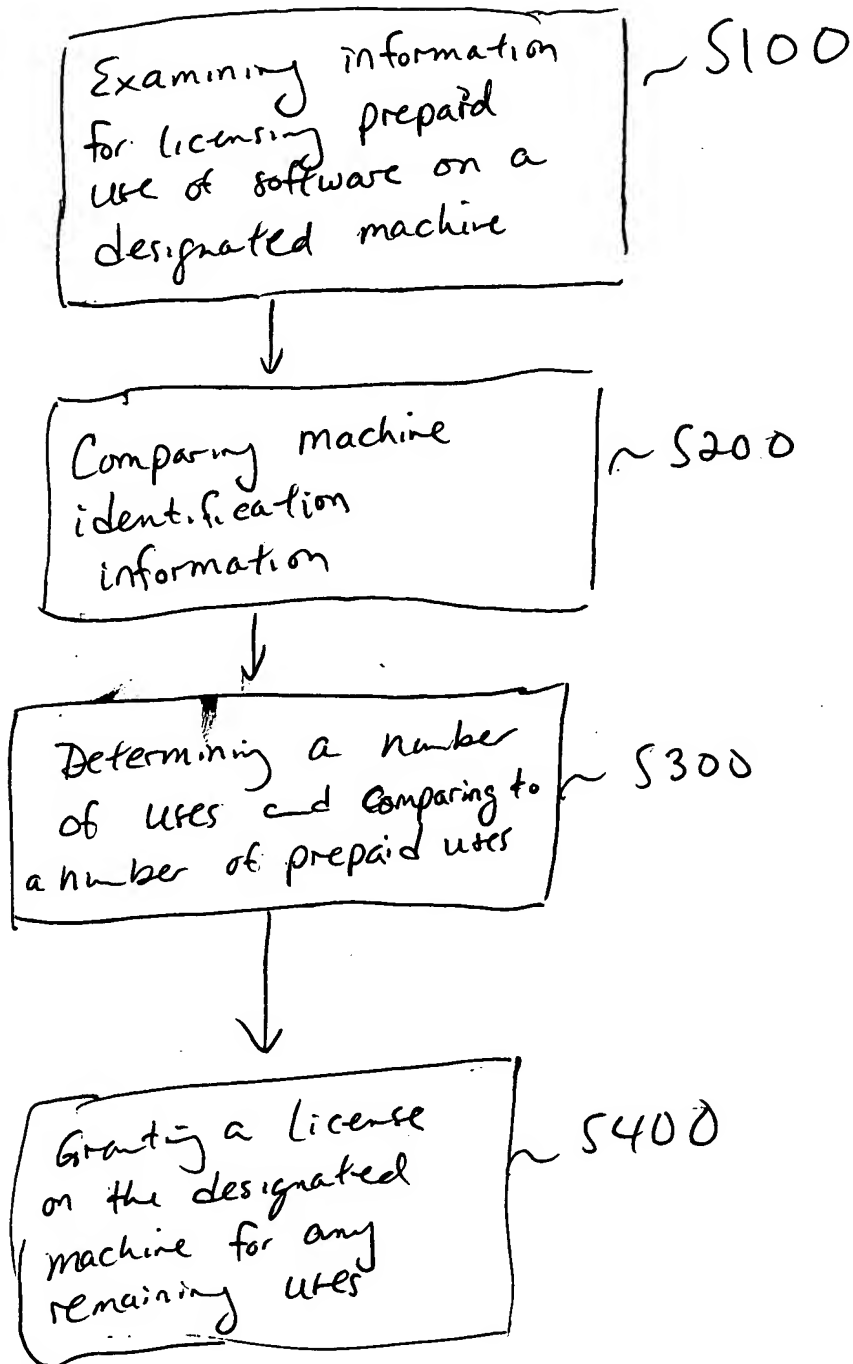 Examining information
for licensing prepaid
use of software on a
designated machine
~ S100
Comparing machine
identification
information
~ S200
Determining a number
of uses and comparing to
a number of prepaid uses
~ S300
Granting a license
on the designated
machine for any
remaining uses
~ S400